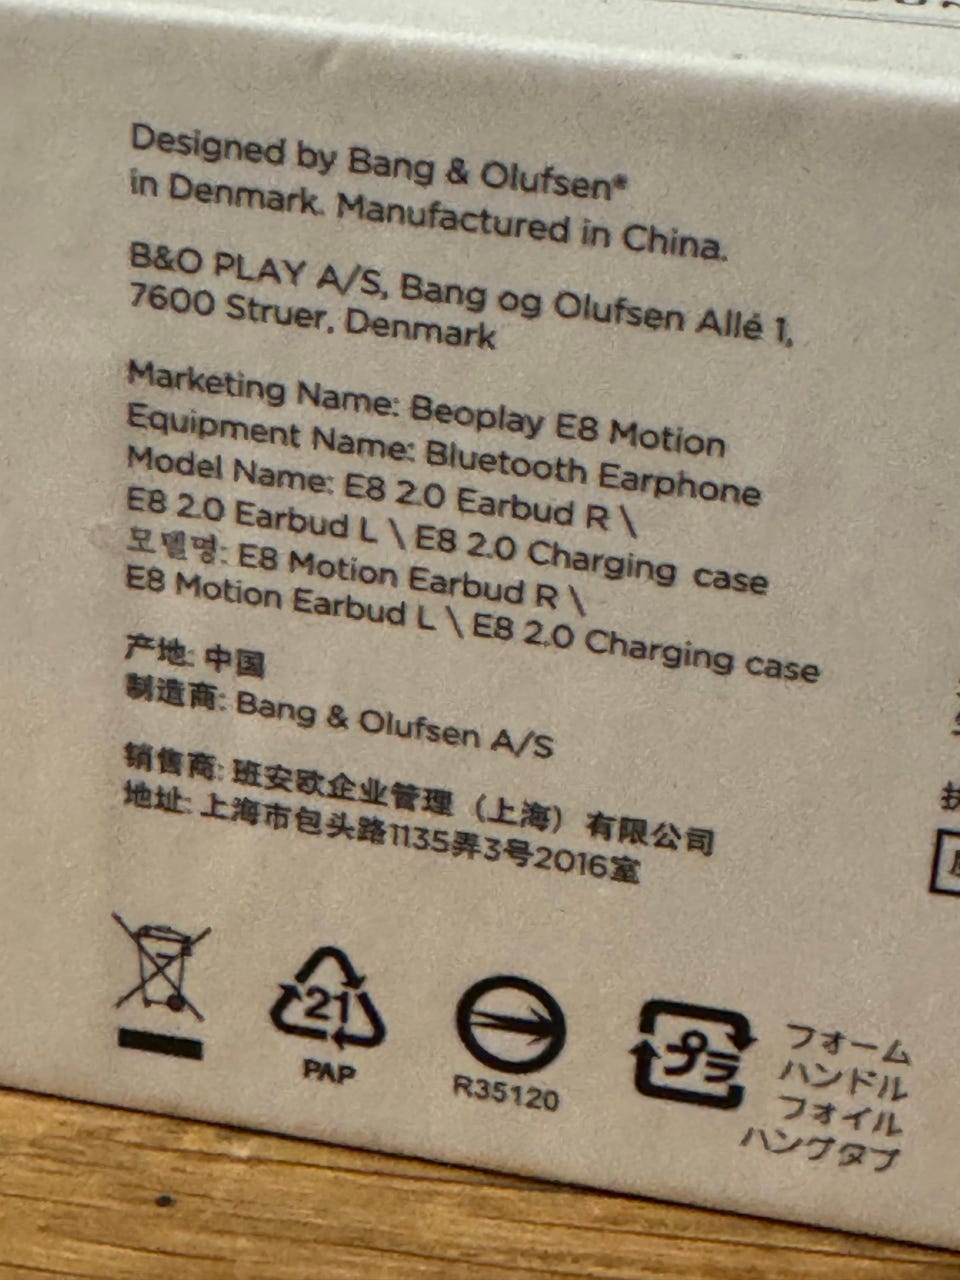 Designed by Bang & Olufsen®
in Denmark. Manufactured in China.
B&O PLAY A/S, Bang og Olufsen Allé 1,
7600 Struer, Denmark
Marketing Name: Beoplay E8 Motion
Equipment Name: Bluetooth Earphone
Model Name: E8 2.0 Earbud R \
E8 2.0 Earbud L \ E8 2.0 Charging case
모델명: E8 Motion Earbud R \
E8 Motion Earbud L \ E8 2.0 Charging case
产地: 中国
制造商: Bang & Olufsen A/S
销售商: 班安欧企业管理（上海）有限公司
地址: 上海市包头路1135弄3号2016室
21
PAP
R35120
プラ
フォーム
ハンドル
フォイル
ハングタブ